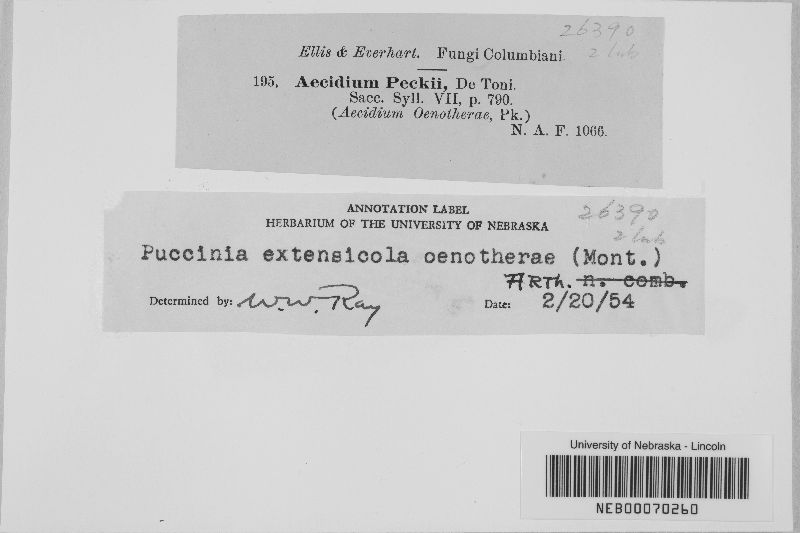 26390
2 lab
Ellis & Everhart. Fungi Columbiani.
195. Aecidium Peckii, De Toni.
Sacc. Syll. VII, p. 790.
(Aecidium Oenotherae, Pk.)
N. A. F. 1066.
ANNOTATION LABEL
HERBARIUM OF THE UNIVERSITY OF NEBRASKA
26390
2 lab
Puccinia extensicola oenotherae (Mont.)
ARTH. n. comb.
Determined by: W. W. Ray Date: 2/20/54
University of Nebraska - Lincoln
NEB00070260